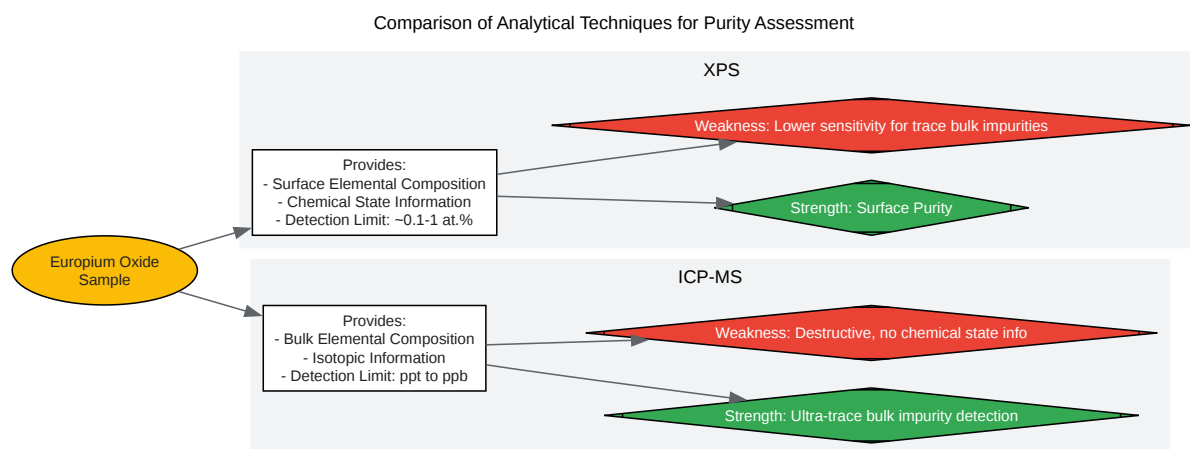 Comparison of Analytical Techniques for Purity Assessment
XPS
Weakness: Lower sensitivity for trace bulk impurities
Provides:
- Surface Elemental Composition
- Chemical State Information
- Detection Limit: ~0.1-1 at.%
Strength: Surface Purity
Europium Oxide
Sample
ICP-MS
Provides:
- Bulk Elemental Composition
- Isotopic Information
- Detection Limit: ppt to ppb
Weakness: Destructive, no chemical state info
Strength: Ultra-trace bulk impurity detection